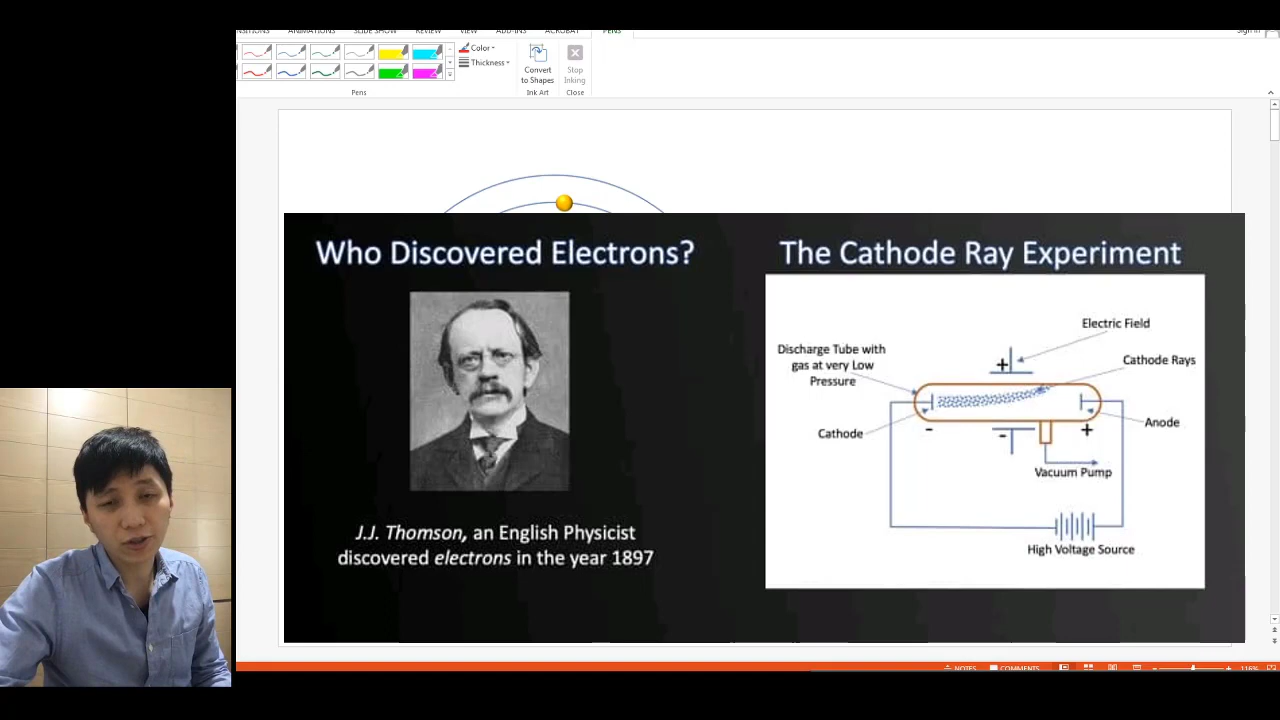 ANIMATIONS
SLIDE SHOW
REVIEW
VIEW
ADD-INS
ACROBAT
PENS
Sign in
Color
Thickness
Convert
to Shapes
Stop
Inking
Pens
Ink Art
Close
Who Discovered Electrons?
The Cathode Ray Experiment
Electric Field
Discharge Tube with
gas at very Low
Pressure
Cathode Rays
+
Cathode
-
-
+
Anode
Vacuum Pump
High Voltage Source
J.J. Thomson, an English Physicist
discovered electrons in the year 1897
NOTES
COMMENTS
116%